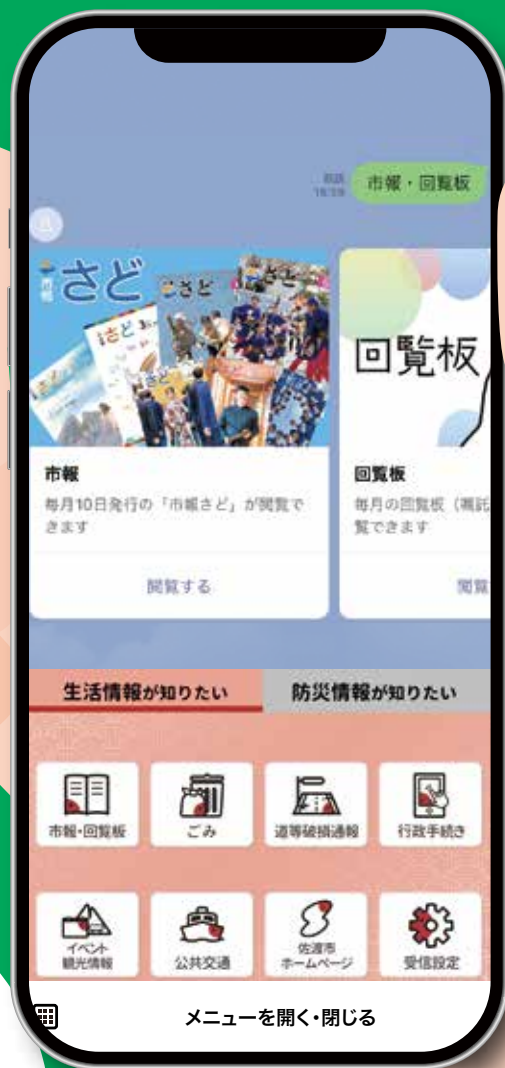 市報・回覧板
市報
さど
さど
さど
さど
回覧板
市報
毎月10日発行の「市報さど」が閲覧で
きます
閲覧する
回覧板
毎月の回覧板（嘱託
覧できます
閲覧
生活情報が知りたい
防災情報が知りたい
市報・回覧板
ごみ
道等破損通報
行政手続き
イベント
観光情報
公共交通
佐渡市
ホームページ
受信設定
メニューを開く・閉じる